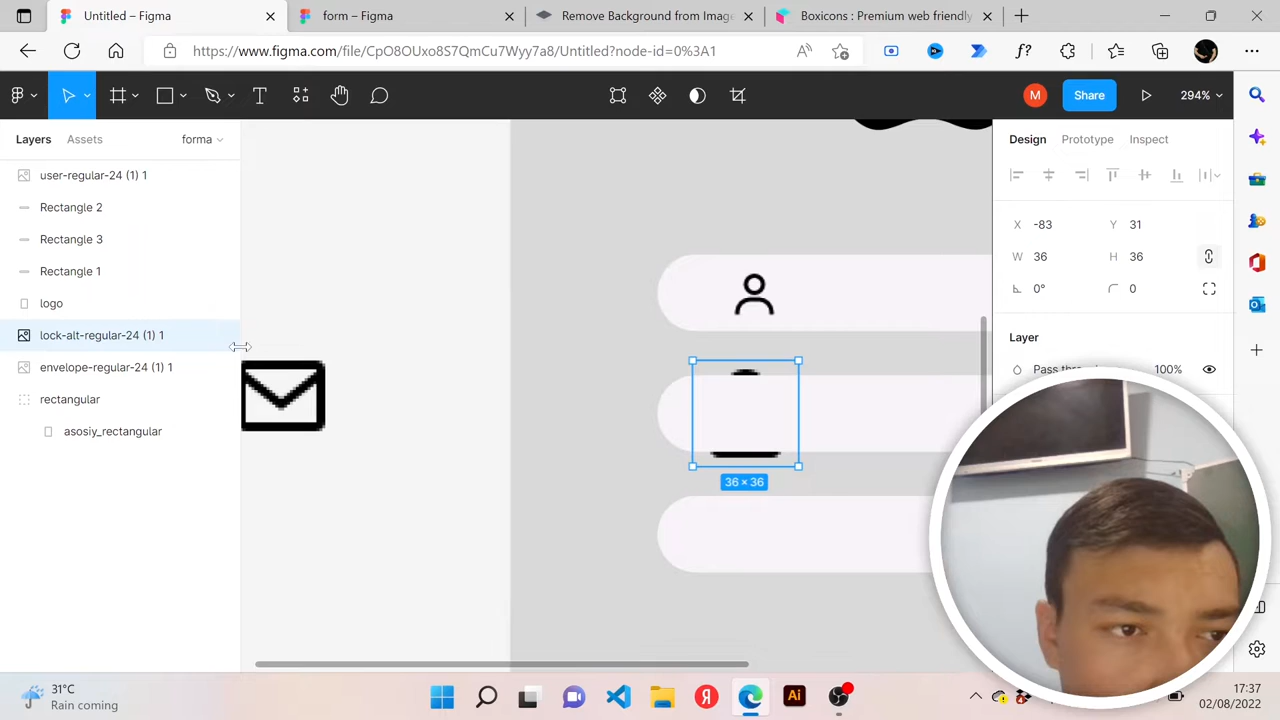 Untitled – Figma
form – Figma
Remove Background from Imag
Boxicons : Premium web friendly
https://www.figma.com/file/CpO8OUxo8S7QmCu7Wyy7a8/Untitled?node-id=0%3A1
M
Share
294%
Layers
Assets
forma
Design
Prototype
Inspect
user-regular-24 (1) 1
Rectangle 2
Rectangle 3
Rectangle 1
logo
lock-alt-regular-24 (1) 1
envelope-regular-24 (1) 1
rectangular
asosiy_rectangular
X -83
Y 31
W 36
H 36
0°
0
Layer
100%
36 × 36
31°C
Rain coming
Ai
Я
17:37
02/08/2022